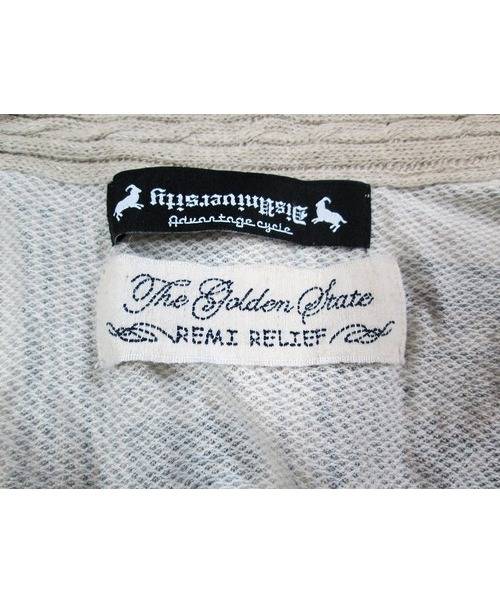 DisUniversity
Advantage cycle
The Golden State
REMI RELIEF